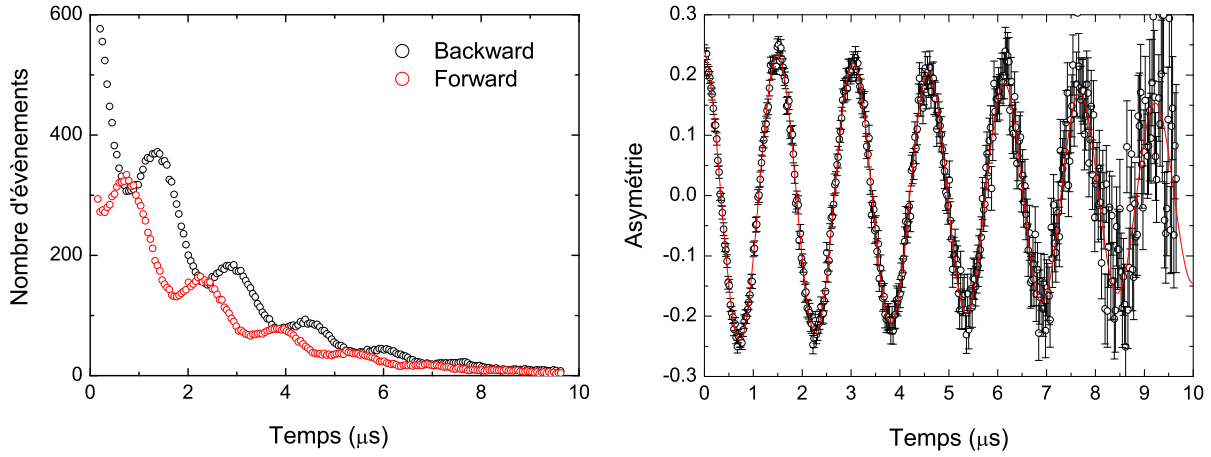 600
400
200
0
0 2 4 6 8 10
Nombre d'évènements
Temps (μs)
Backward
Forward
0.3
0.2
0.1
0.0
-0.1
-0.2
-0.3
0 1 2 3 4 5 6 7 8 9 10
Asymétrie
Temps (μs)